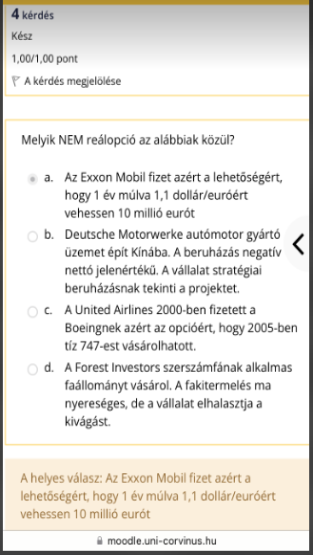 4 kérdés
Kész
1,00/1,00 pont
A kérdés megjelölése
Melyik NEM reálopció az alábbiak közül?
a. Az Exxon Mobil fizet azért a lehetőségért,
hogy 1 év múlva 1,1 dollár/euróért
vehessen 10 millió eurót
b. Deutsche Motorwerke autómotor gyártó
üzemet épít Kínába. A beruházás negatív
nettó jelenértékű. A vállalat stratégiai
beruházásnak tekinti a projektet.
c. A United Airlines 2000-ben fizetett a
Boeingnek azért az opcióért, hogy 2005-ben
tíz 747-est vásárolhatott.
d. A Forest Investors szerszámfának alkalmas
faállományt vásárol. A fakitermelés ma
nyereséges, de a vállalat elhalasztja a
kivágást.
A helyes válasz: Az Exxon Mobil fizet azért a
lehetőségért, hogy 1 év múlva 1,1 dollár/euróért
vehessen 10 millió eurót
moodle.uni-corvinus.hu